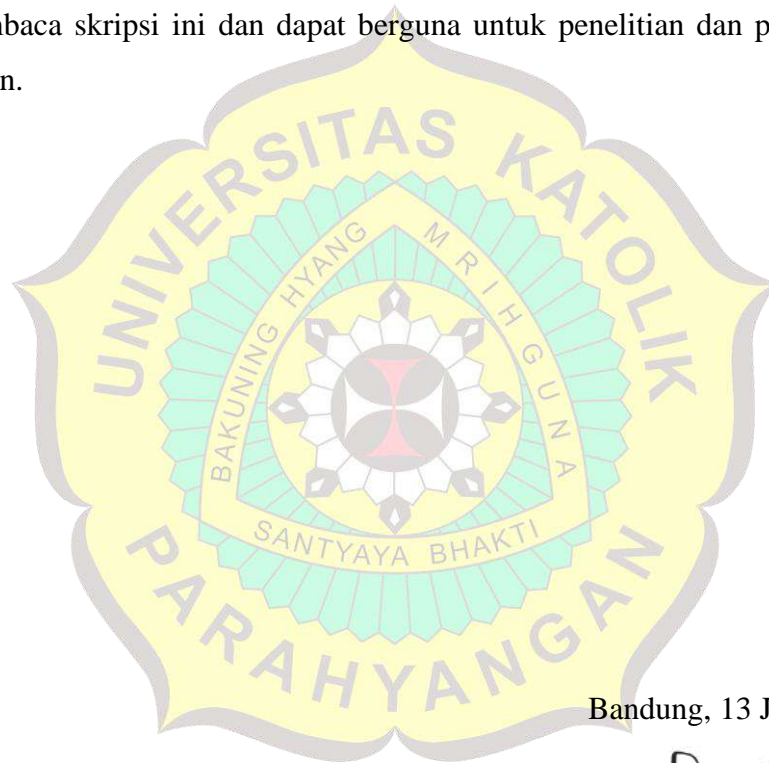 baca skripsi ini dan dapat berguna untuk penelitian dan p
n.
UNIVERSITAS KATOLIK
BAKUNING HYANG MRIHGUNA
SANTYAYA BHAKTI
PARAHYANGAN
Bandung, 13 J